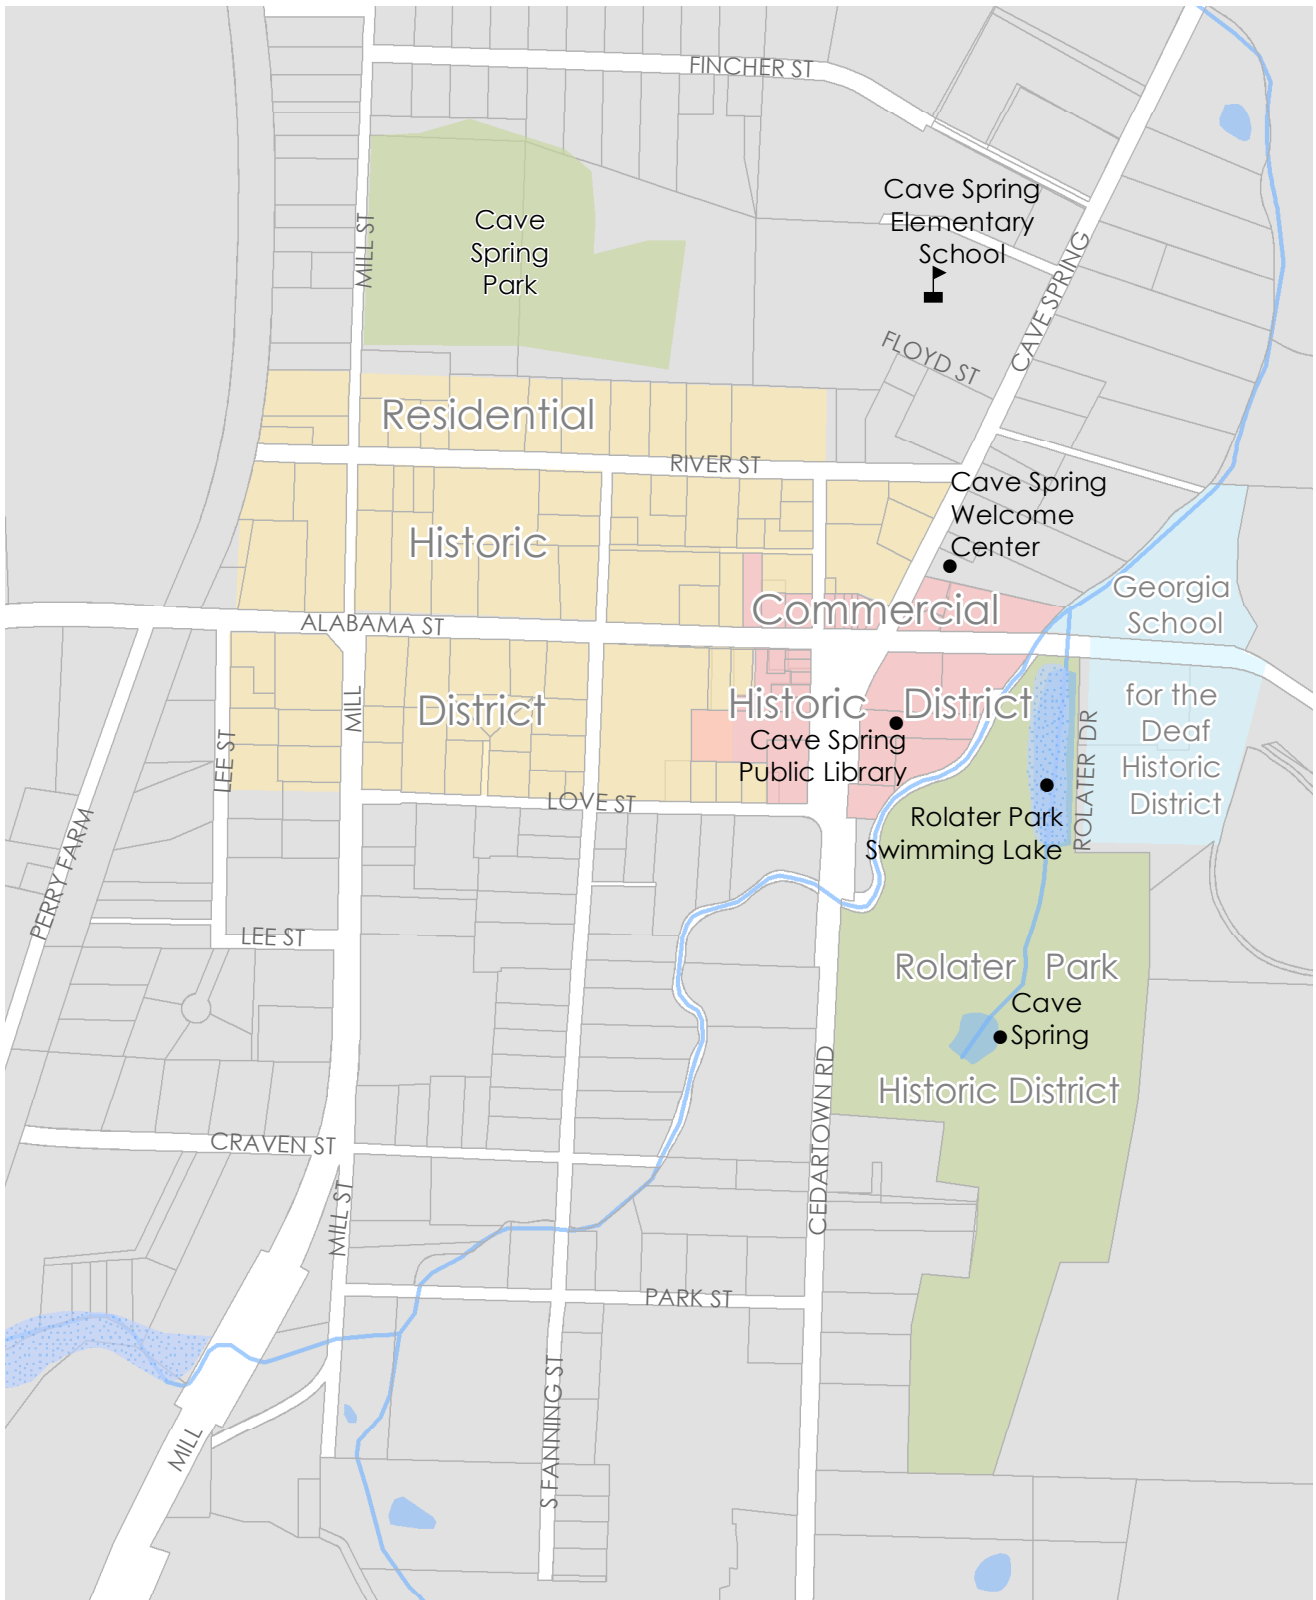 FINCHER ST
Cave Spring
Elementary
School
Cave
Spring
Park
MILL ST
CAVE SPRING
FLOYD ST
Residential
RIVER ST
Cave Spring
Welcome
Center
Historic
Georgia
School
Commercial
ALABAMA ST
for the
Deaf
Historic
District
MILL
District
Historic District
Cave Spring
Public Library
LEE ST
ROLATER DR
LOVE ST
Rolater Park
Swimming Lake
PERRY FARM
LEE ST
Rolater Park
Cave
Spring
Historic District
CEDARTOWN RD
CRAVEN ST
MILL ST
PARK ST
S FANNING ST
MILL